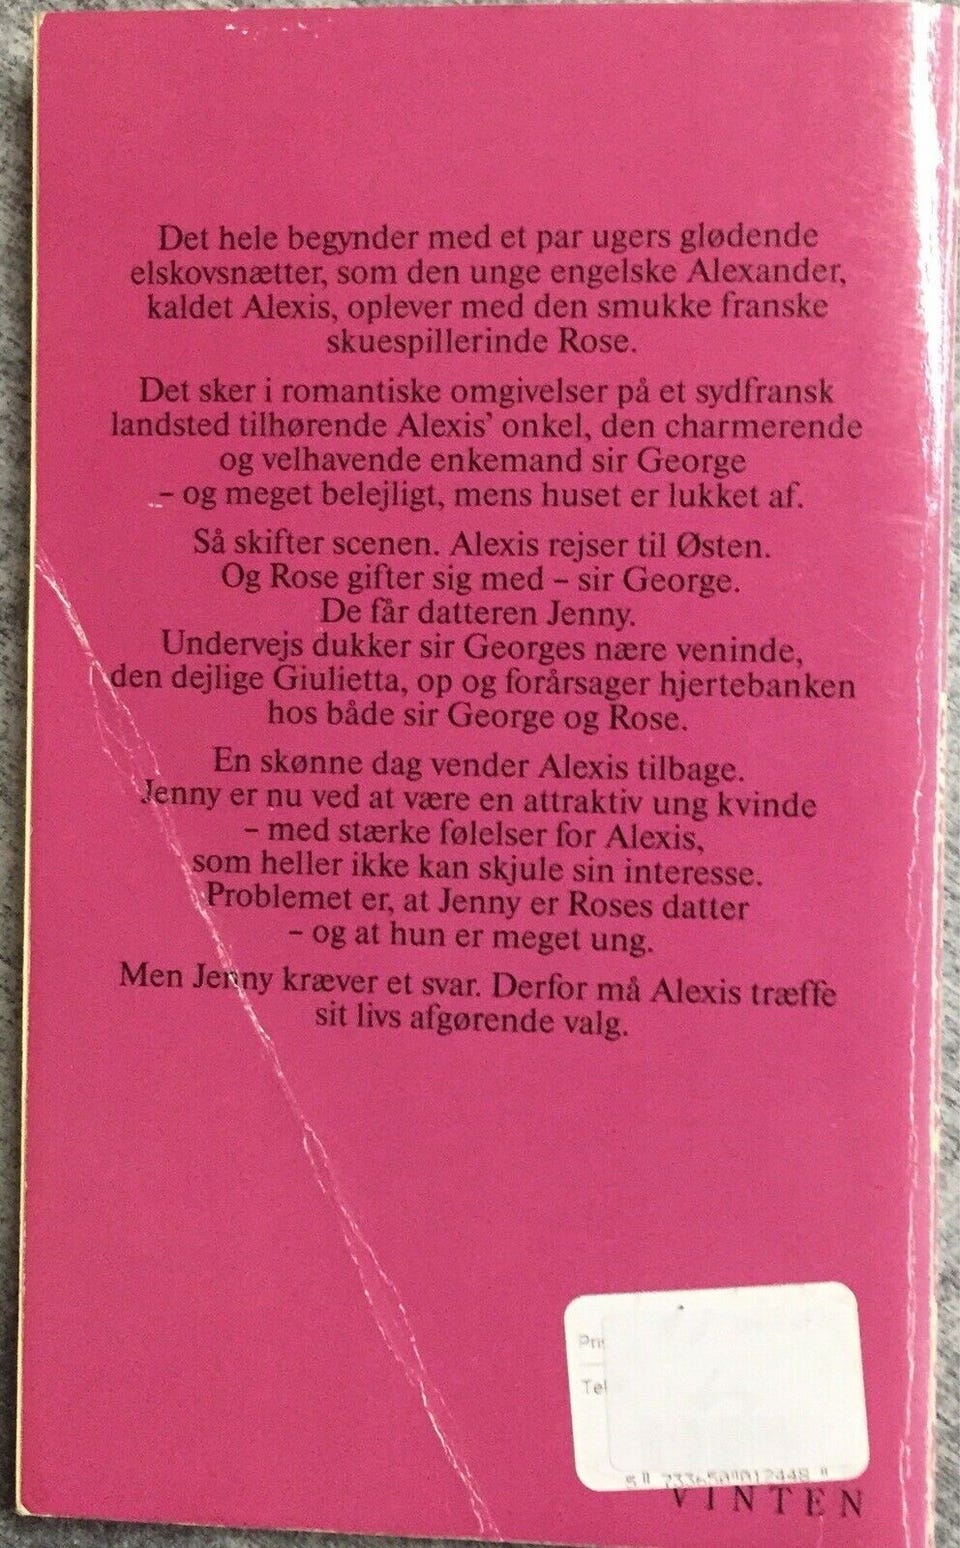 Det hele begynder med et par ugers glødende
elskovsnætter, som den unge engelske Alexander,
kaldet Alexis, oplever med den smukke franske
skuespillerinde Rose.
Det sker i romantiske omgivelser på et sydfransk
landsted tilhørende Alexis' onkel, den charmerende
og velhavende enkemand sir George
– og meget belejligt, mens huset er lukket af.
Så skifter scenen. Alexis rejser til Østen.
Og Rose gifter sig med – sir George.
De får datteren Jenny.
Undervejs dukker sir Georges nære veninde,
den dejlige Giulietta, op og forårsager hjertebanken
hos både sir George og Rose.
En skønne dag vender Alexis tilbage.
Jenny er nu ved at være en attraktiv ung kvinde
– med stærke følelser for Alexis,
som heller ikke kan skjule sin interesse.
Problemet er, at Jenny er Roses datter
– og at hun er meget ung.
Men Jenny kræver et svar. Derfor må Alexis træffe
sit livs afgørende valg.
VINTEN